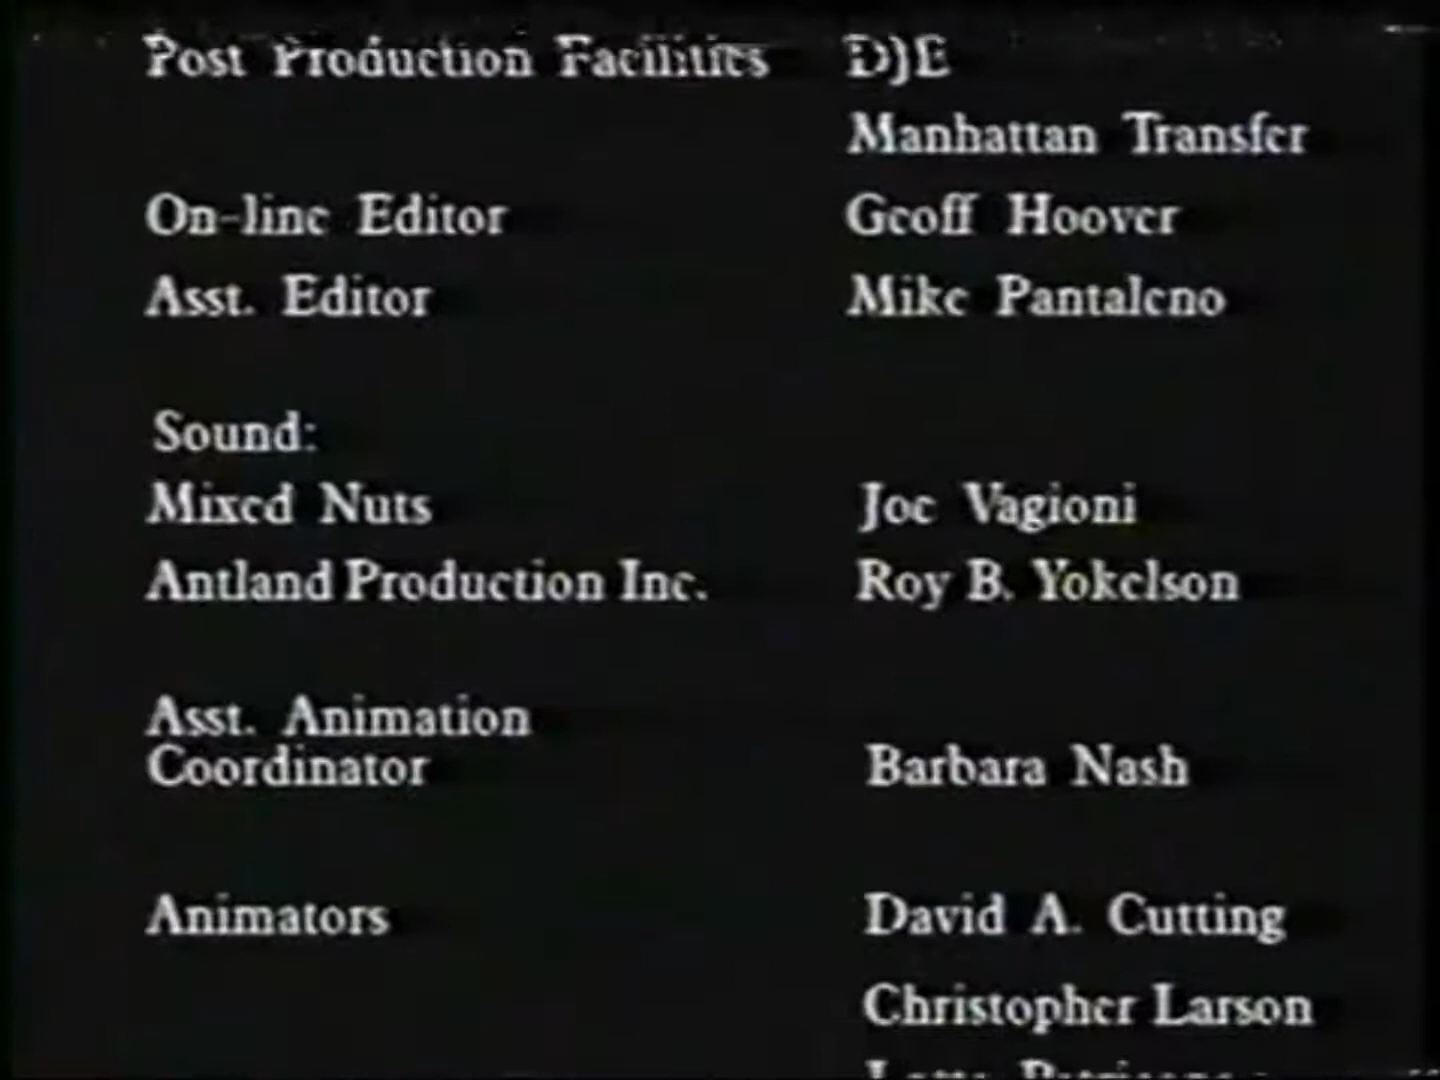 Post Production Facilities DJE
Manhattan Transfer
On-line Editor Geoff Hoover
Asst. Editor Mike Pantaleno
Sound:
Mixed Nuts Joe Vagioni
Antland Production Inc. Roy B. Yokelson
Asst. Animation
Coordinator Barbara Nash
Animators David A. Cutting
Christopher Larson